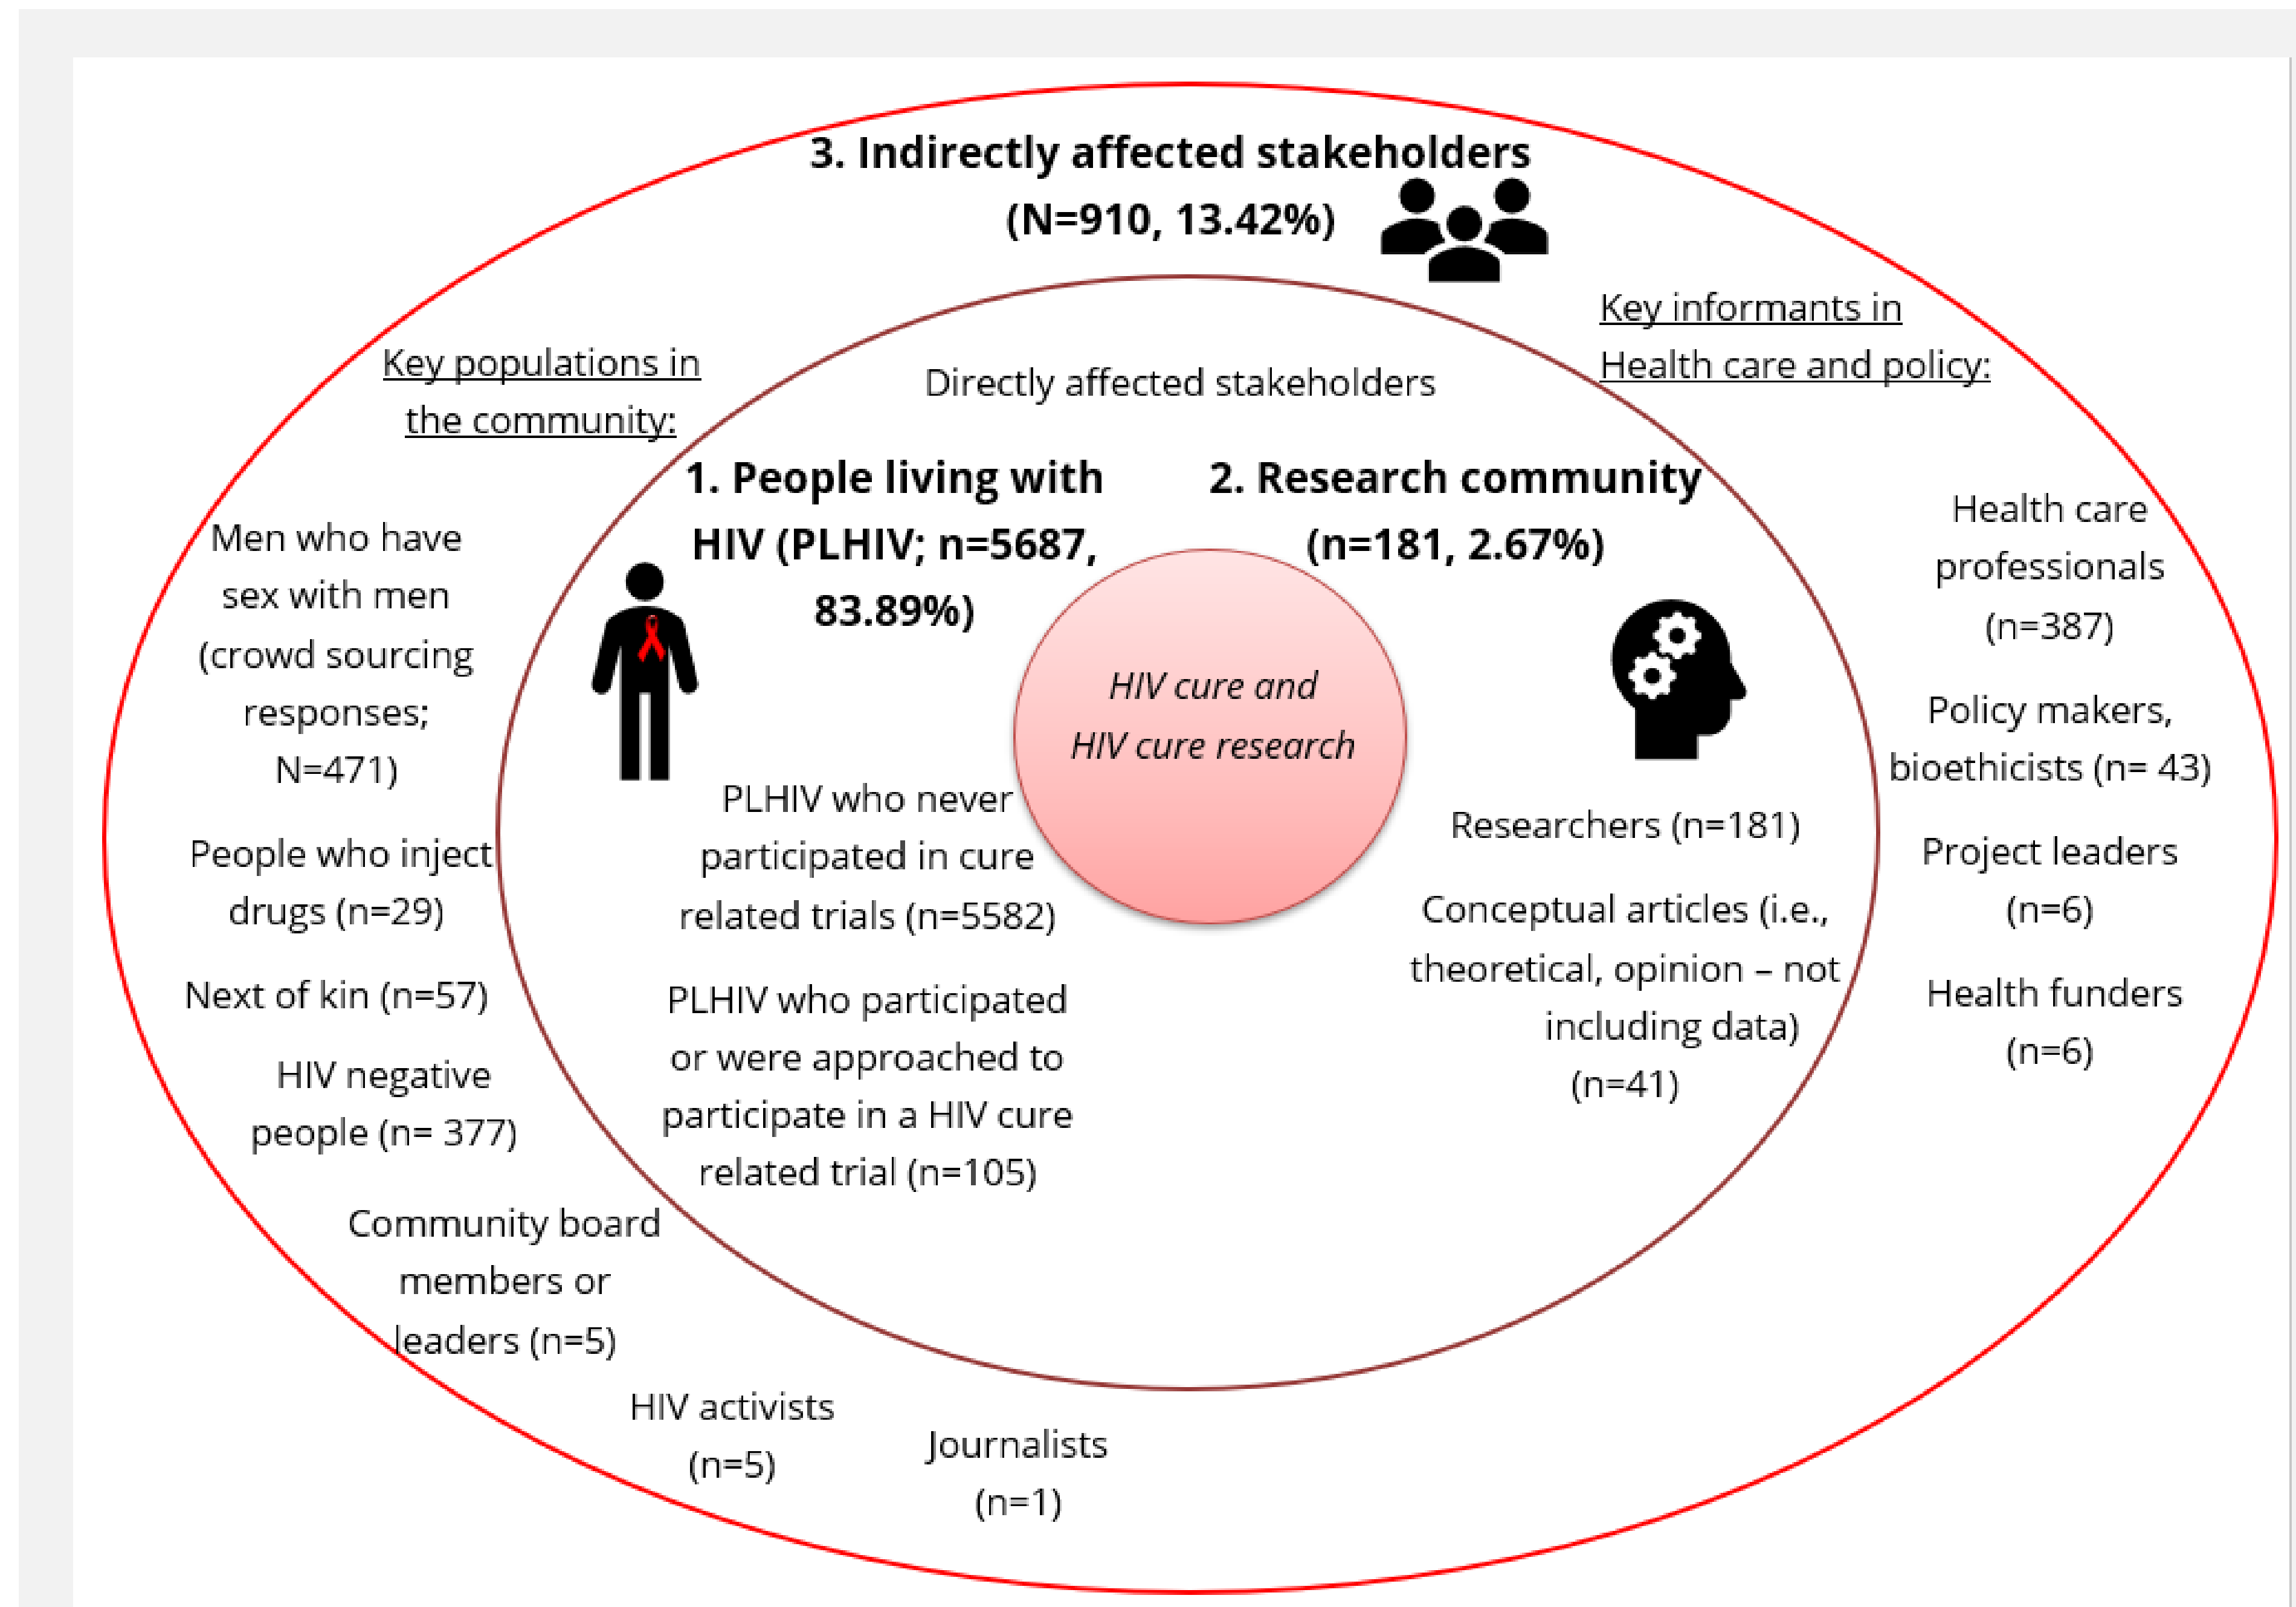 3. Indirectly affected stakeholders
(N=910, 13.42%)
Key populations in
the community:
Men who have
sex with men
(crowd sourcing
responses;
N=471)
People who inject
drugs (n=29)
Next of kin (n=57)
HIV negative
people (n= 377)
Community board
members or
leaders (n=5)
HIV activists
(n=5)
Journalists
(n=1)
Directly affected stakeholders
1. People living with
HIV (PLHIV; n=5687,
83.89%)
PLHIV who never
participated in cure
related trials (n=5582)
PLHIV who participated
or were approached to
participate in a HIV cure
related trial (n=105)
HIV cure and
HIV cure research
2. Research community
(n=181, 2.67%)
Researchers (n=181)
Conceptual articles (i.e.,
theoretical, opinion – not
including data)
(n=41)
Key informants in
Health care and policy:
Health care
professionals
(n=387)
Policy makers,
bioethicists (n= 43)
Project leaders
(n=6)
Health funders
(n=6)